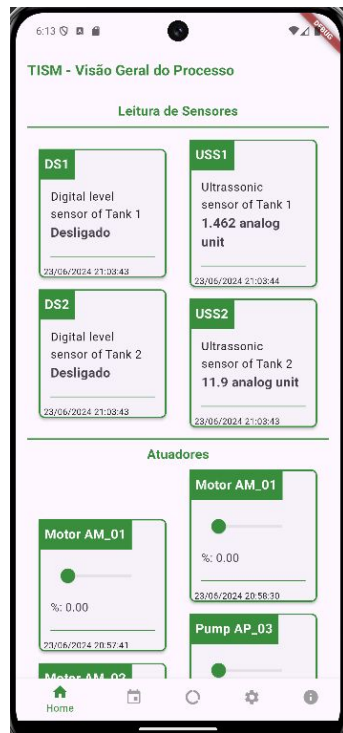 6:13
DEBUG
TISM - Visão Geral do Processo
Leitura de Sensores
DS1
Digital level
sensor of Tank 1
Desligado
23/06/2024 21:03:43
USS1
Ultrassonic
sensor of Tank 1
1.462 analog
unit
23/06/2024 21:03:44
DS2
Digital level
sensor of Tank 2
Desligado
23/06/2024 21:03:43
USS2
Ultrasonic
sensor of Tank 2
11.9 analog unit
23/06/2024 21:03:43
Atuadores
Motor AM_01
%: 0.00
23/06/2024 20:57:41
Motor AM_01
%: 0.00
23/06/2024 20:58:30
Motor AM_02
Pump AP_03
Home